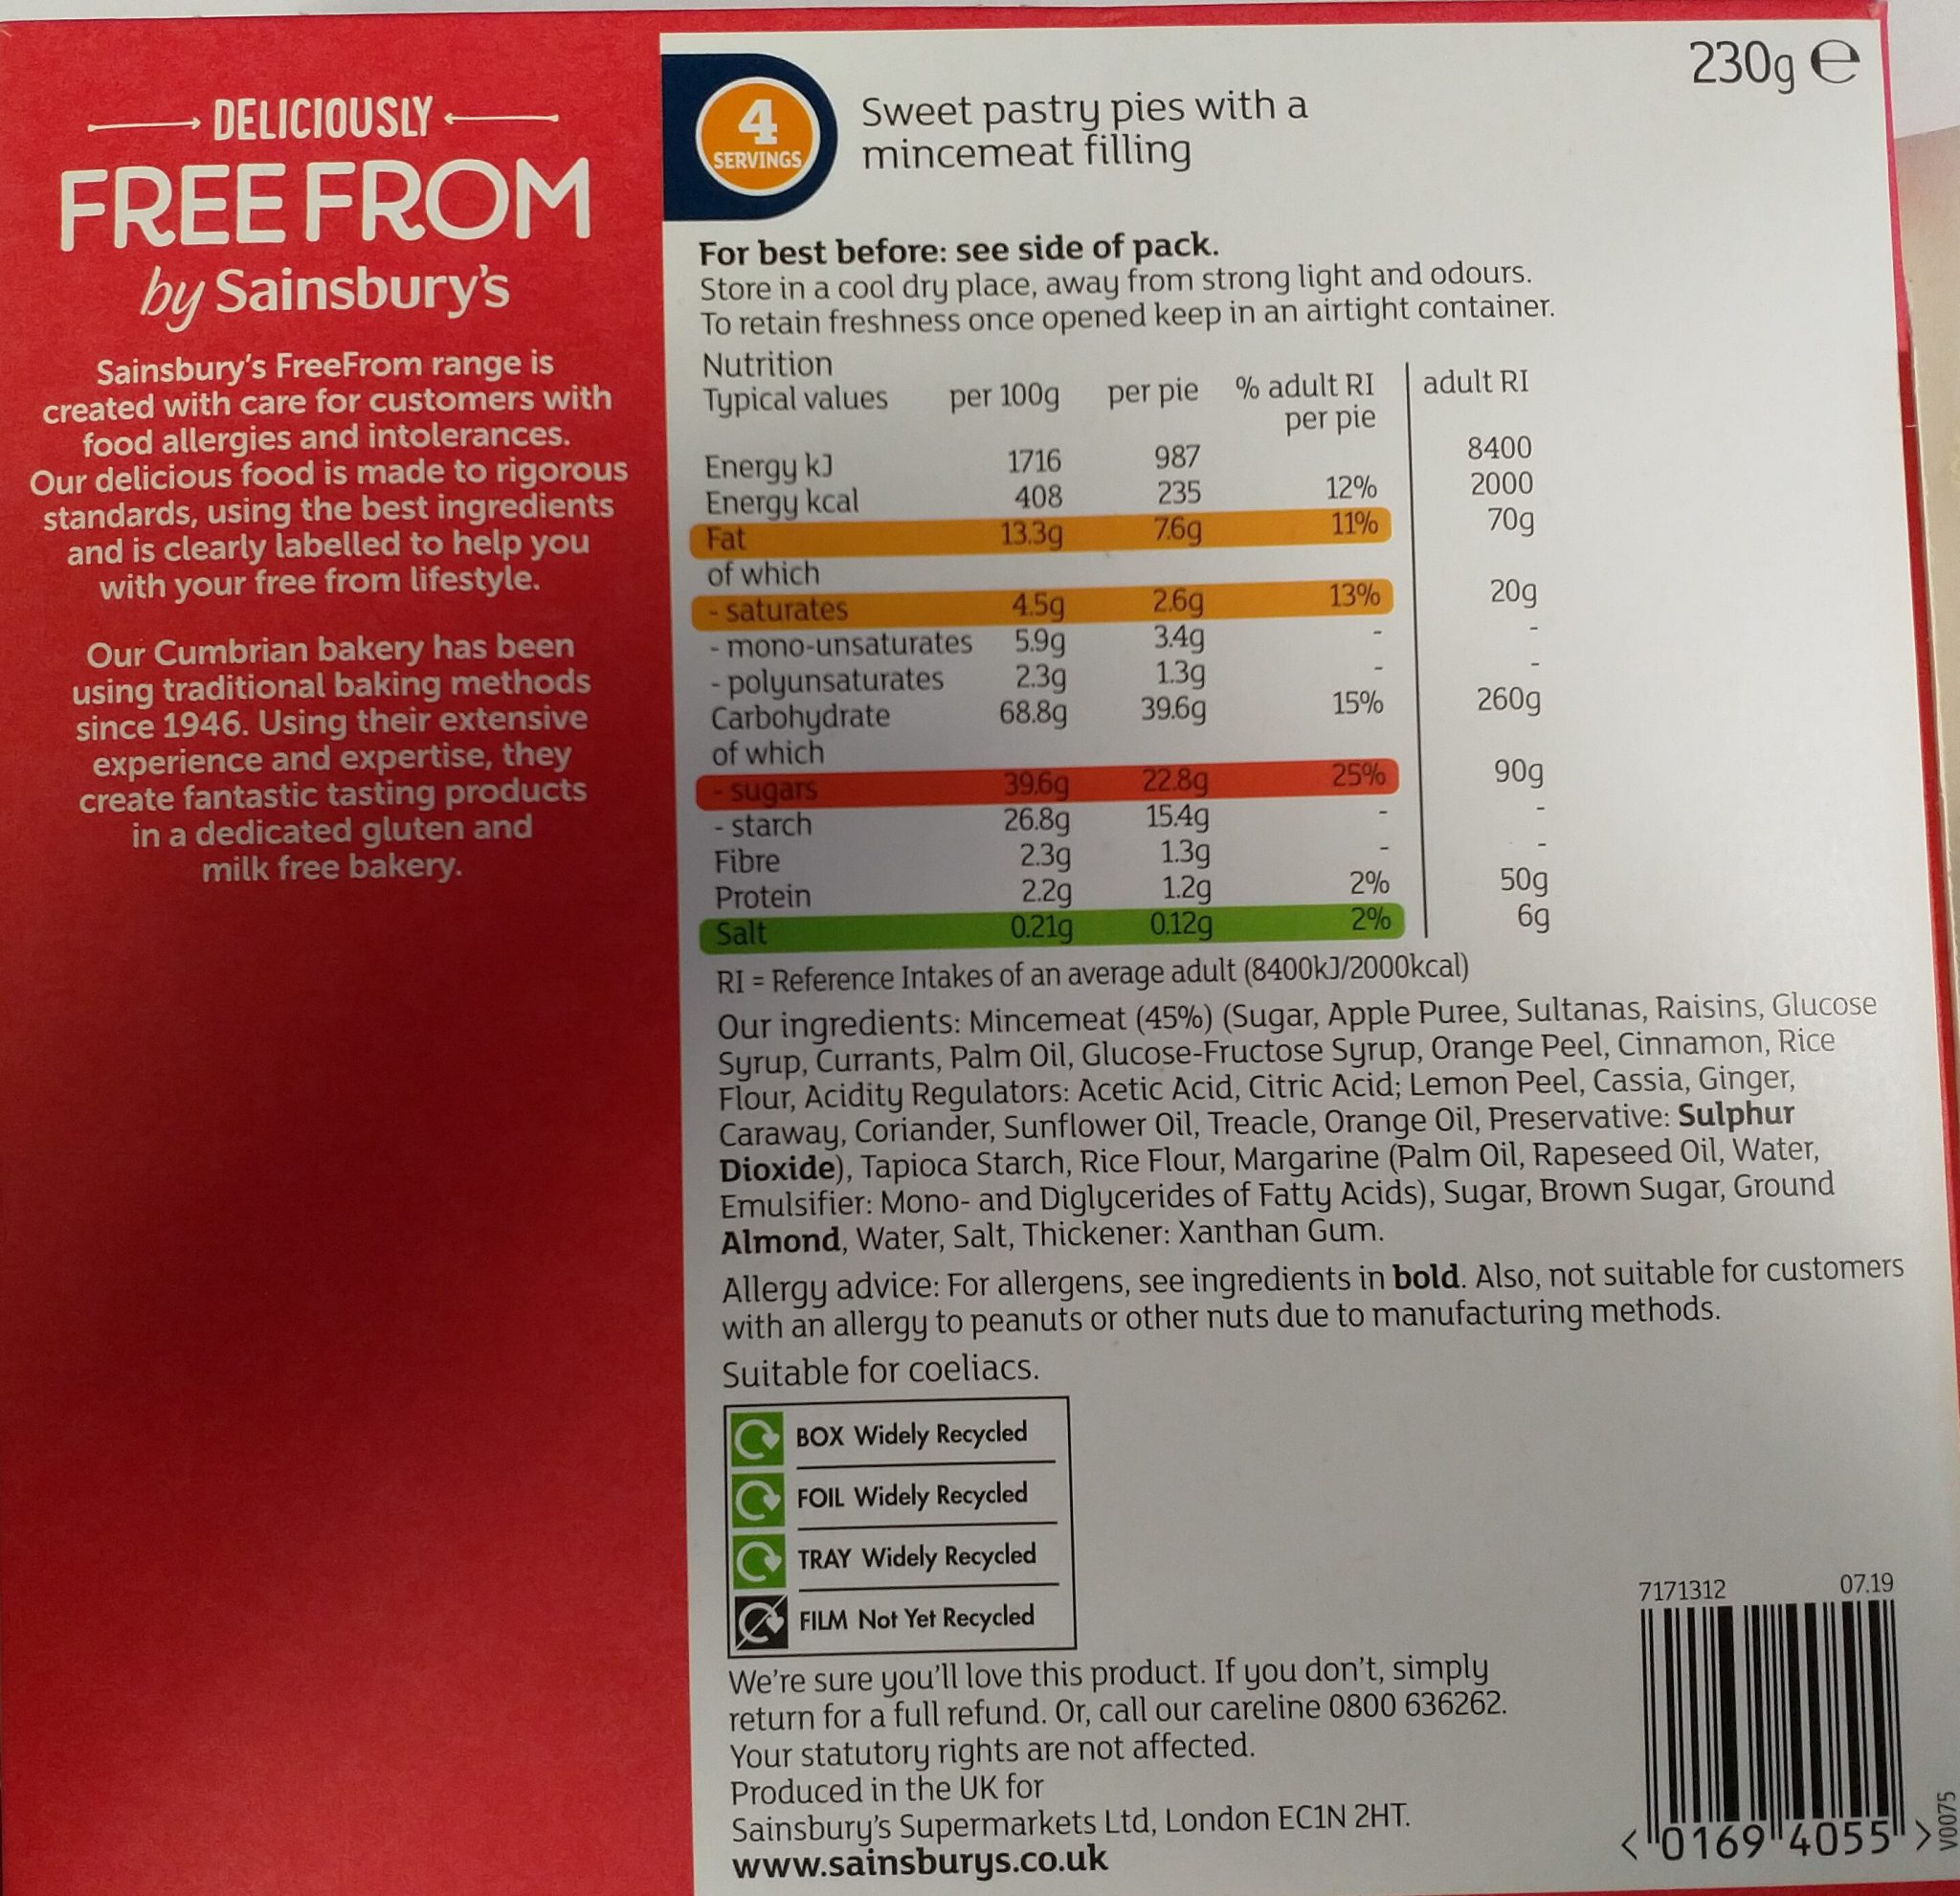 DELICIOUSLY
FREE FROM
by Sainsbury's
Sainsbury's FreeFrom range is
created with care for customers with
food allergies and intolerances.
Our delicious food is made to rigorous
standards, using the best ingredients
and is clearly labelled to help you
with your free from lifestyle.
Our Cumbrian bakery has been
using traditional baking methods
since 1946. Using their extensive
experience and expertise, they
create fantastic tasting products
in a dedicated gluten and
milk free bakery.
230g e
4
SERVINGS
Sweet pastry pies with a
mincemeat filling
For best before: see side of pack.
Store in a cool dry place, away from strong light and odours.
To retain freshness once opened keep in an airtight container.
Nutrition
Typical values per 100g per pie % adult RI per pie adult RI
Energy kJ 1716 987 8400
Energy kcal 408 235 12% 2000
Fat 13.3g 7.6g 11% 70g
of which
- saturates 4.5g 2.6g 13% 20g
- mono-unsaturates 5.9g 3.4g - -
- polyunsaturates 2.3g 1.3g - -
Carbohydrate 68.8g 39.6g 15% 260g
of which
- sugars 39.6g 22.8g 25% 90g
- starch 26.8g 15.4g - -
Fibre 2.3g 1.3g - -
Protein 2.2g 1.2g 2% 50g
Salt 0.21g 0.12g 2% 6g
RI = Reference Intakes of an average adult (8400kJ/2000kcal)
Our ingredients: Mincemeat (45%) (Sugar, Apple Puree, Sultanas, Raisins, Glucose
Syrup, Currants, Palm Oil, Glucose-Fructose Syrup, Orange Peel, Cinnamon, Rice
Flour, Acidity Regulators: Acetic Acid, Citric Acid; Lemon Peel, Cassia, Ginger,
Caraway, Coriander, Sunflower Oil, Treacle, Orange Oil, Preservative: Sulphur
Dioxide), Tapioca Starch, Rice Flour, Margarine (Palm Oil, Rapeseed Oil, Water,
Emulsifier: Mono- and Diglycerides of Fatty Acids), Sugar, Brown Sugar, Ground
Almond, Water, Salt, Thickener: Xanthan Gum.
Allergy advice: For allergens, see ingredients in bold. Also, not suitable for customers
with an allergy to peanuts or other nuts due to manufacturing methods.
Suitable for coeliacs.
BOX Widely Recycled
FOIL Widely Recycled
TRAY Widely Recycled
FILM Not Yet Recycled
We're sure you'll love this product. If you don't, simply
return for a full refund. Or, call our careline 0800 636262.
Your statutory rights are not affected.
Produced in the UK for
Sainsbury's Supermarkets Ltd, London EC1N 2HT.
www.sainsburys.co.uk
7171312 07.19
< 0169 4055 >
V0075